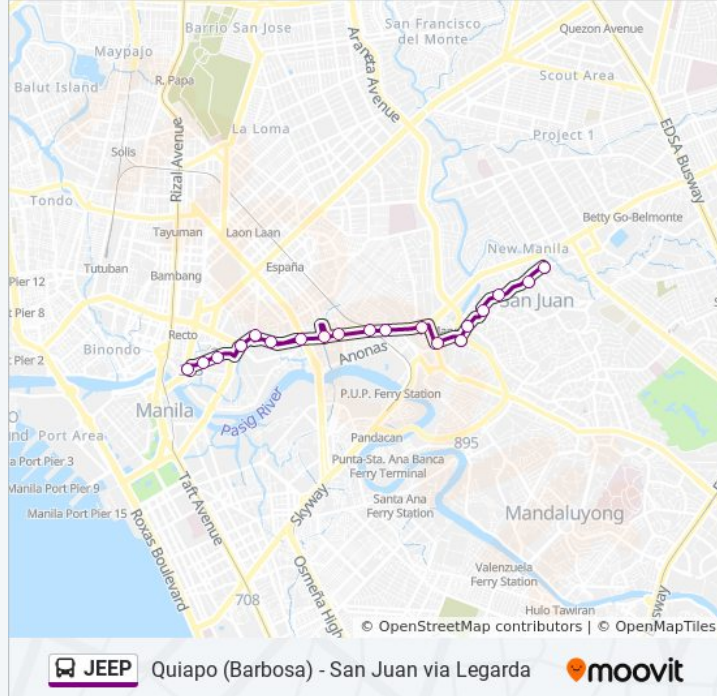 Barrio San Jose
San Francisco
del Monte
Quezon Avenue
Maypajo
Araneta Avenue
R. Papa
Scout Area
Balut Island
La Loma
Project 1
EDSA Busway
Solis
Rizal Avenue
Tondo
Betty Go-Belmonte
Tayuman
Laon Laan
New Manila
Tutuban
Bambang
España
Pier 12
San Juan
Pier 8
Recto
Binondo
Anonas
Pier 2
P.U.P. Ferry Station
Manila
Pasig River
Port Area
Pandacan
895
Punta-Sta. Ana Banca
Ferry Terminal
a Port Pier 3
Manila Port Pier 9
Skyway
Santa Ana
Ferry Station
Mandaluyong
Manila Port Pier 15
Taft Avenue
Roxas Boulevard
Valenzuela
Ferry Station
Osmeña High
708
Hulo Tawiran
sway
© OpenStreetMap contributors | © OpenMapTiles
JEEP
Quiapo (Barbosa) - San Juan via Legarda
moovit